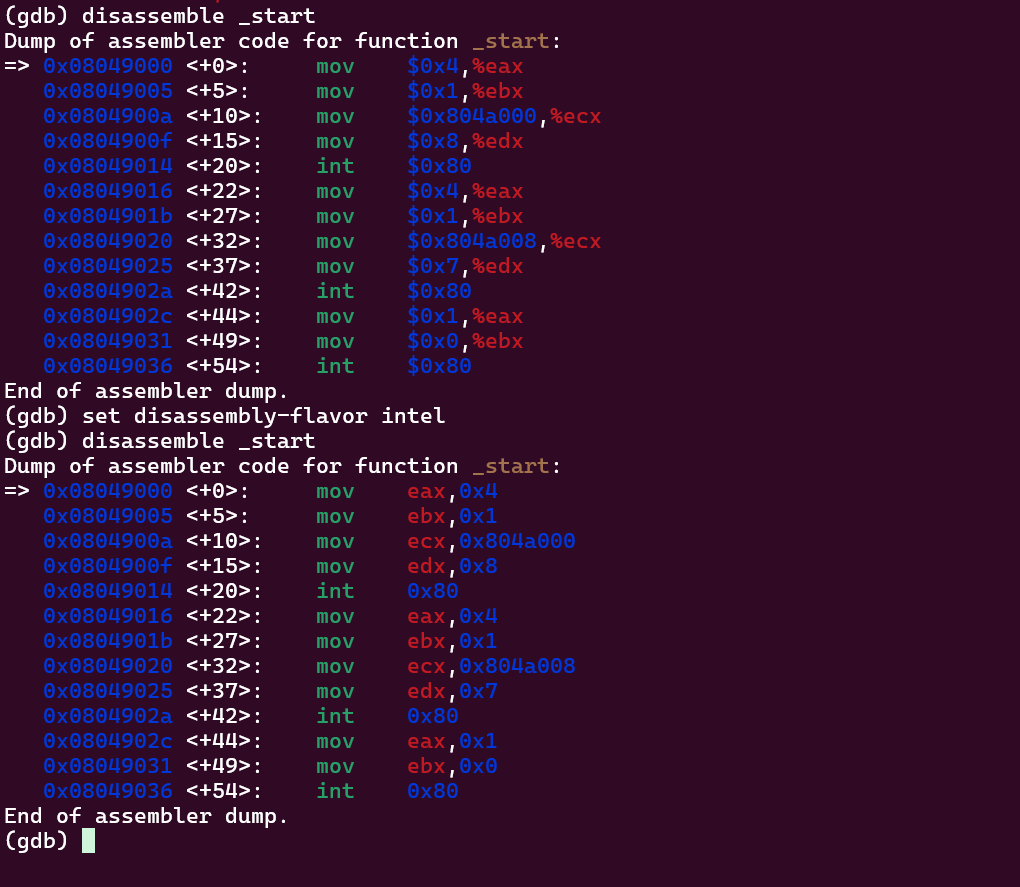 (gdb) disassemble _start
Dump of assembler code for function _start:
=> 0x08049000 <+0>:     mov    $0x4,%eax
   0x08049005 <+5>:     mov    $0x1,%ebx
   0x0804900a <+10>:    mov    $0x804a000,%ecx
   0x0804900f <+15>:    mov    $0x8,%edx
   0x08049014 <+20>:    int    $0x80
   0x08049016 <+22>:    mov    $0x4,%eax
   0x0804901b <+27>:    mov    $0x1,%ebx
   0x08049020 <+32>:    mov    $0x804a008,%ecx
   0x08049025 <+37>:    mov    $0x7,%edx
   0x0804902a <+42>:    int    $0x80
   0x0804902c <+44>:    mov    $0x1,%eax
   0x08049031 <+49>:    mov    $0x0,%ebx
   0x08049036 <+54>:    int    $0x80
End of assembler dump.
(gdb) set disassembly-flavor intel
(gdb) disassemble _start
Dump of assembler code for function _start:
=> 0x08049000 <+0>:     mov    eax,0x4
   0x08049005 <+5>:     mov    ebx,0x1
   0x0804900a <+10>:    mov    ecx,0x804a000
   0x0804900f <+15>:    mov    edx,0x8
   0x08049014 <+20>:    int    0x80
   0x08049016 <+22>:    mov    eax,0x4
   0x0804901b <+27>:    mov    ebx,0x1
   0x08049020 <+32>:    mov    ecx,0x804a008
   0x08049025 <+37>:    mov    edx,0x7
   0x0804902a <+42>:    int    0x80
   0x0804902c <+44>:    mov    eax,0x1
   0x08049031 <+49>:    mov    ebx,0x0
   0x08049036 <+54>:    int    0x80
End of assembler dump.
(gdb)